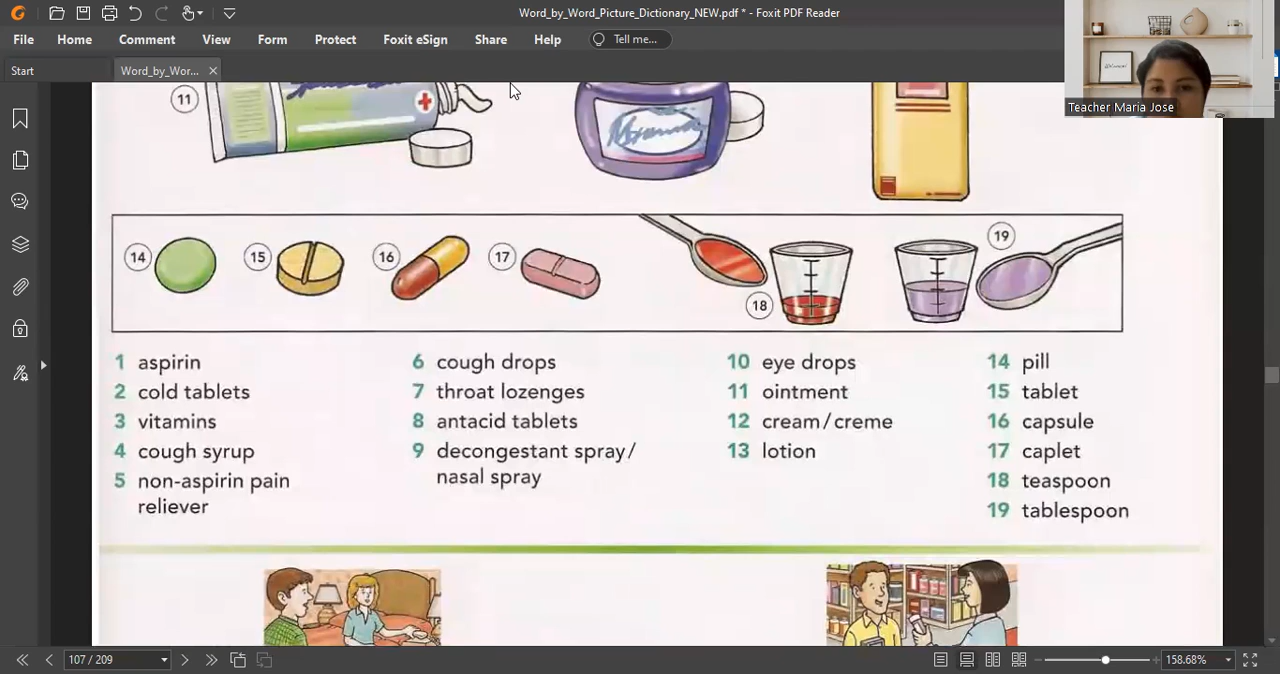 Word_by_Word_Picture_Dictionary_NEW.pdf * - Foxit PDF Reader
File Home Comment View Form Protect Foxit eSign Share Help Tell me...
Start Word_by_Wor...
Teacher Maria Jose
11
14 15 16 17 18 19
1 aspirin
2 cold tablets
3 vitamins
4 cough syrup
5 non-aspirin pain
reliever
6 cough drops
7 throat lozenges
8 antacid tablets
9 decongestant spray/
nasal spray
10 eye drops
11 ointment
12 cream/creme
13 lotion
14 pill
15 tablet
16 capsule
17 caplet
18 teaspoon
19 tablespoon
107 / 209
158.68%